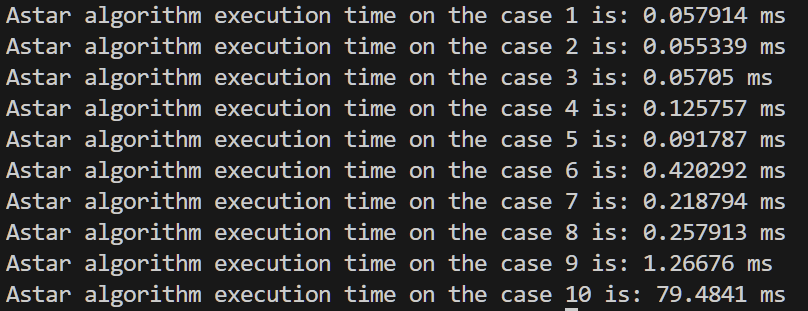 Astar algorithm execution time on the case 1 is: 0.057914 ms
Astar algorithm execution time on the case 2 is: 0.055339 ms
Astar algorithm execution time on the case 3 is: 0.05705 ms
Astar algorithm execution time on the case 4 is: 0.125757 ms
Astar algorithm execution time on the case 5 is: 0.091787 ms
Astar algorithm execution time on the case 6 is: 0.420292 ms
Astar algorithm execution time on the case 7 is: 0.218794 ms
Astar algorithm execution time on the case 8 is: 0.257913 ms
Astar algorithm execution time on the case 9 is: 1.26676 ms
Astar algorithm execution time on the case 10 is: 79.4841 ms